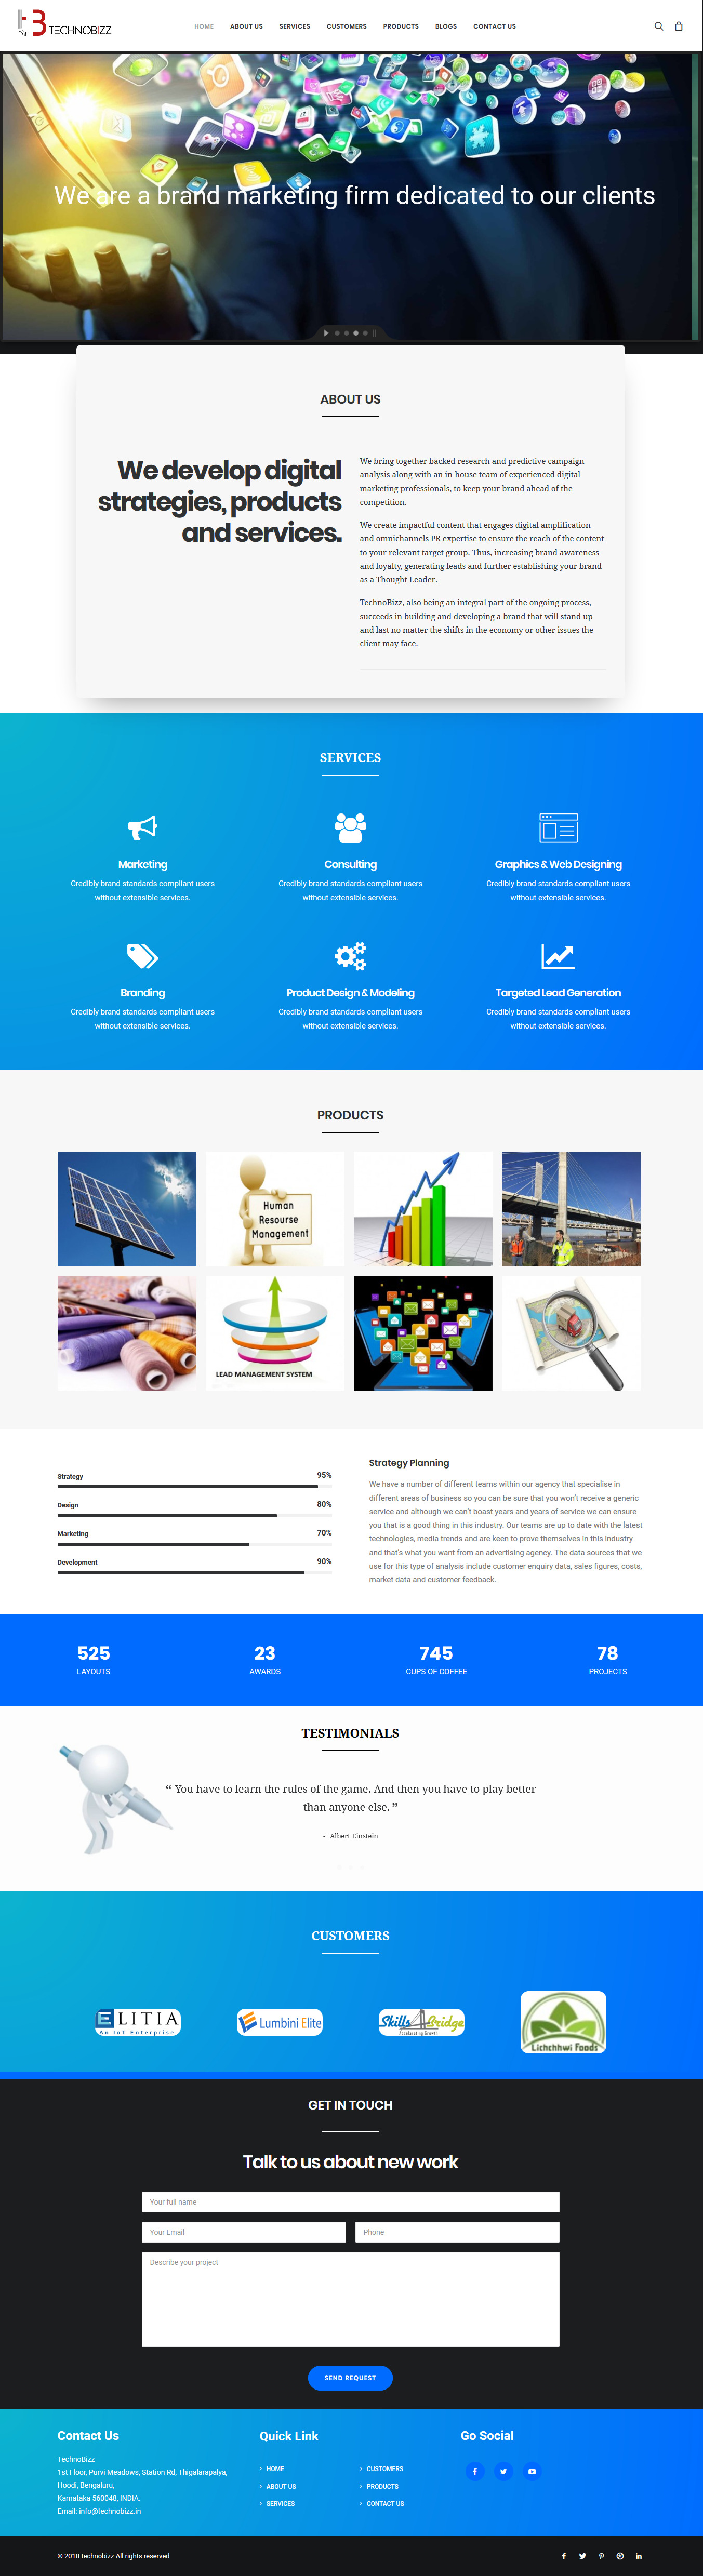 tB TECHNOBIZZ
HOME ABOUT US SERVICES CUSTOMERS PRODUCTS BLOGS CONTACT US
We are a brand marketing firm dedicated to our clients
ABOUT US
We develop digital
strategies, products
and services.
We bring together backed research and predictive campaign
analysis along with an in-house team of experienced digital
marketing professionals, to keep your brand ahead of the
competition.
We create impactful content that engages digital amplification
and omnichannels PR expertise to ensure the reach of the content
to your relevant target group. Thus, increasing brand awareness
and loyalty, generating leads and further establishing your brand
as a Thought Leader.
TechnoBizz, also being an integral part of the ongoing process,
succeeds in building and developing a brand that will stand up
and last no matter the shifts in the economy or other issues the
client may face.
SERVICES
Marketing
Credibly brand standards compliant users
without extensible services.
Consulting
Credibly brand standards compliant users
without extensible services.
Graphics & Web Designing
Credibly brand standards compliant users
without extensible services.
Branding
Credibly brand standards compliant users
without extensible services.
Product Design & Modeling
Credibly brand standards compliant users
without extensible services.
Targeted Lead Generation
Credibly brand standards compliant users
without extensible services.
PRODUCTS
Human
Resourse
Management
LEAD MANAGEMENT SYSTEM
Strategy 95%
Design 80%
Marketing 70%
Development 90%
Strategy Planning
We have a number of different teams within our agency that specialise in
different areas of business so you can be sure that you won't receive a generic
service and although we can't boast years and years of service we can ensure
you that is a good thing in this industry. Our teams are up to date with the latest
technologies, media trends and are keen to prove themselves in this industry
and that's what you want from an advertising agency. The data sources that we
use for this type of analysis include customer enquiry data, sales figures, costs,
market data and customer feedback.
525
LAYOUTS
23
AWARDS
745
CUPS OF COFFEE
78
PROJECTS
TESTIMONIALS
“ You have to learn the rules of the game. And then you have to play better
than anyone else. ”
- Albert Einstein
CUSTOMERS
ELITIA
An IoT Enterprise
Lumbini Elite
Skills Bridge
Accelerating Growth
Lichchhwi Foods
GET IN TOUCH
Talk to us about new work
Your full name
Your Email
Phone
Describe your project
SEND REQUEST
Contact Us
TechnoBizz
1st Floor, Purvi Meadows, Station Rd, Thigalarapalya,
Hoodi, Bengaluru,
Karnataka 560048, INDIA.
Email: info@technobizz.in
Quick Link
HOME
ABOUT US
SERVICES
CUSTOMERS
PRODUCTS
CONTACT US
Go Social
© 2018 technobizz All rights reserved